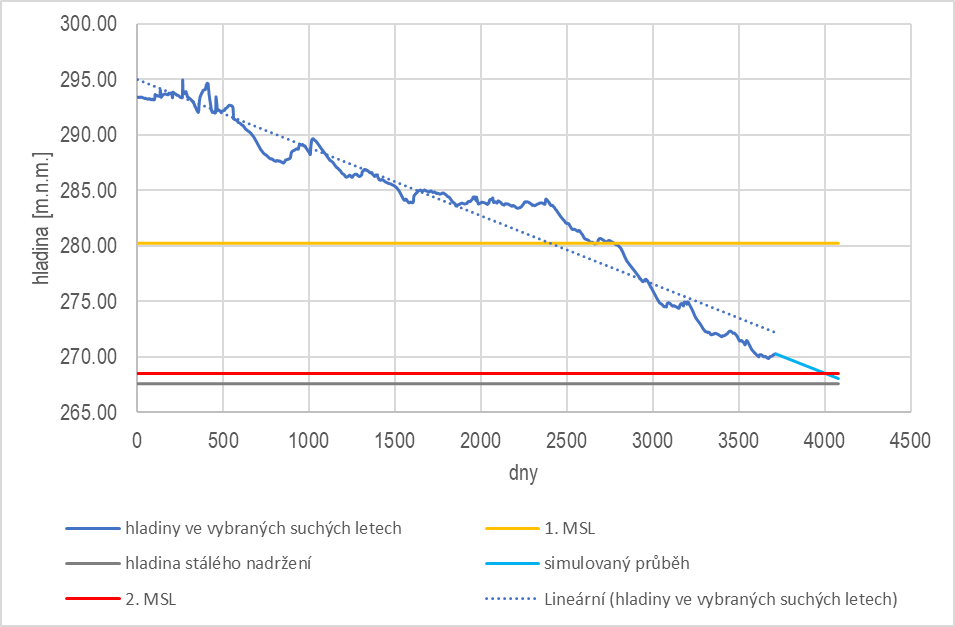 300.00
295.00
290.00
285.00
280.00
275.00
270.00
265.00
hladina [m.n.m.]
0 500 1000 1500 2000 2500 3000 3500 4000 4500
dny
hladiny ve vybraných suchých letech 1. MSL
hladina stálého nadržení simulovaný průběh
2. MSL Lineární (hladiny ve vybraných suchých letech)